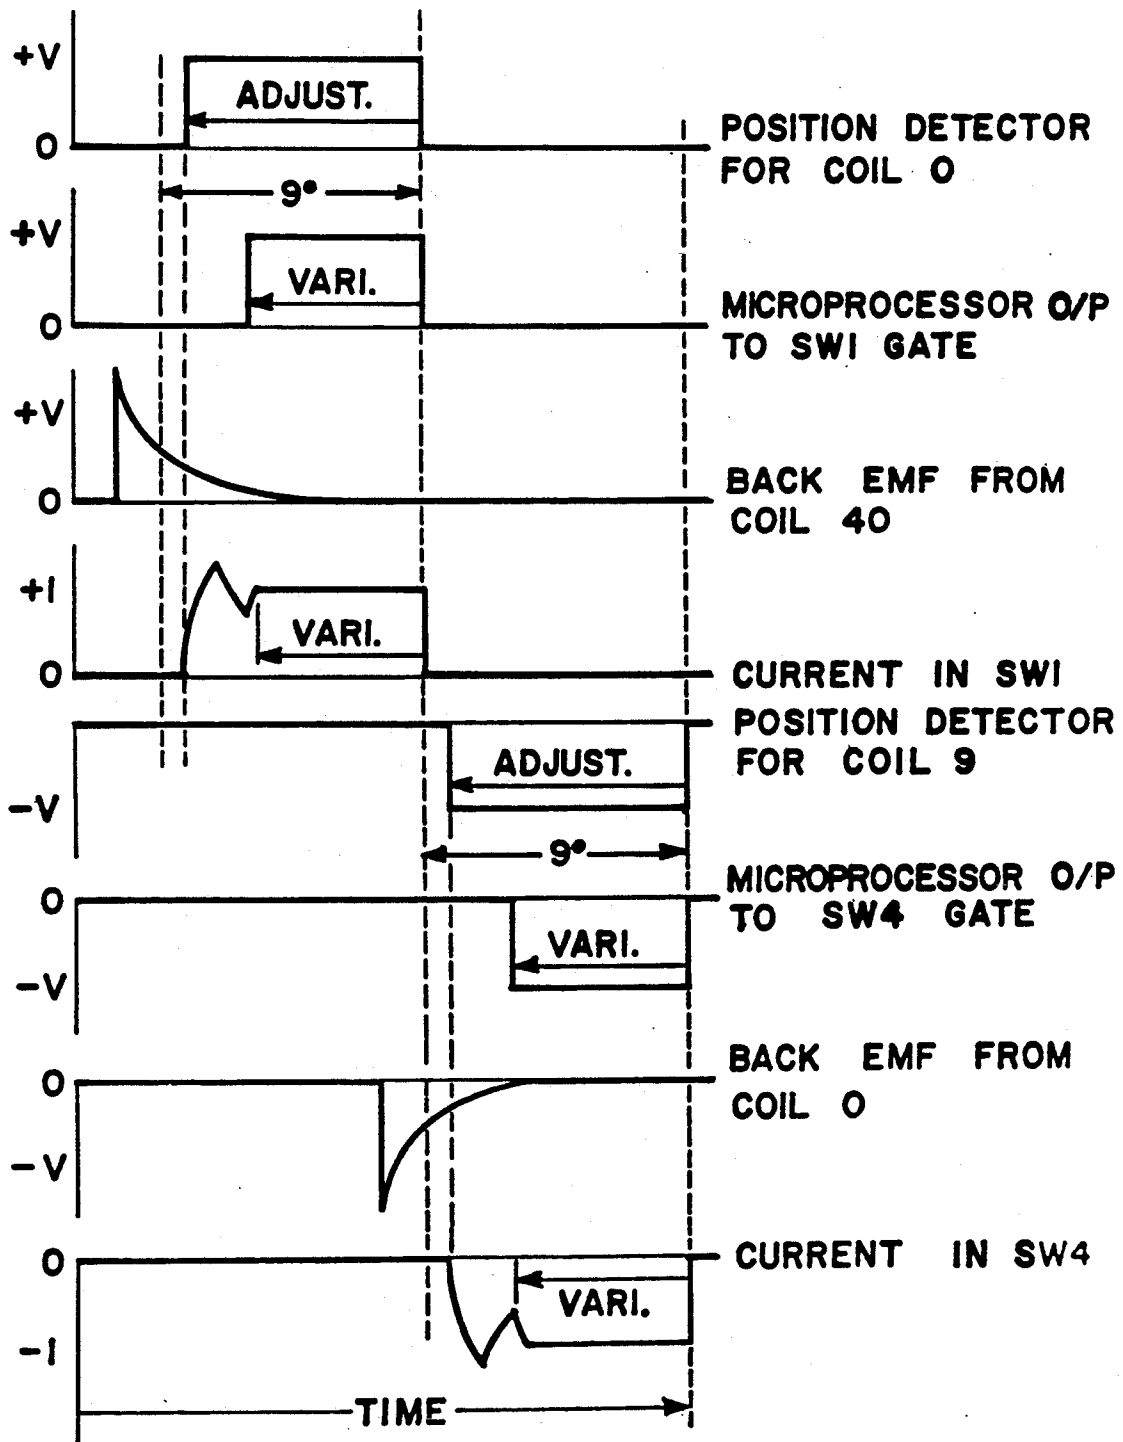 +V
ADJUST.
0
POSITION DETECTOR
FOR COIL 0
9°
+V
VARI.
0
MICROPROCESSOR O/P
TO SW1 GATE
+V
0
BACK EMF FROM
COIL 40
+I
VARI.
0
CURRENT IN SW1
POSITION DETECTOR
FOR COIL 9
ADJUST.
-V
9°
0
MICROPROCESSOR O/P
TO SW4 GATE
VARI.
-V
0
BACK EMF FROM
COIL 0
-V
0
CURRENT IN SW4
VARI.
-I
TIME